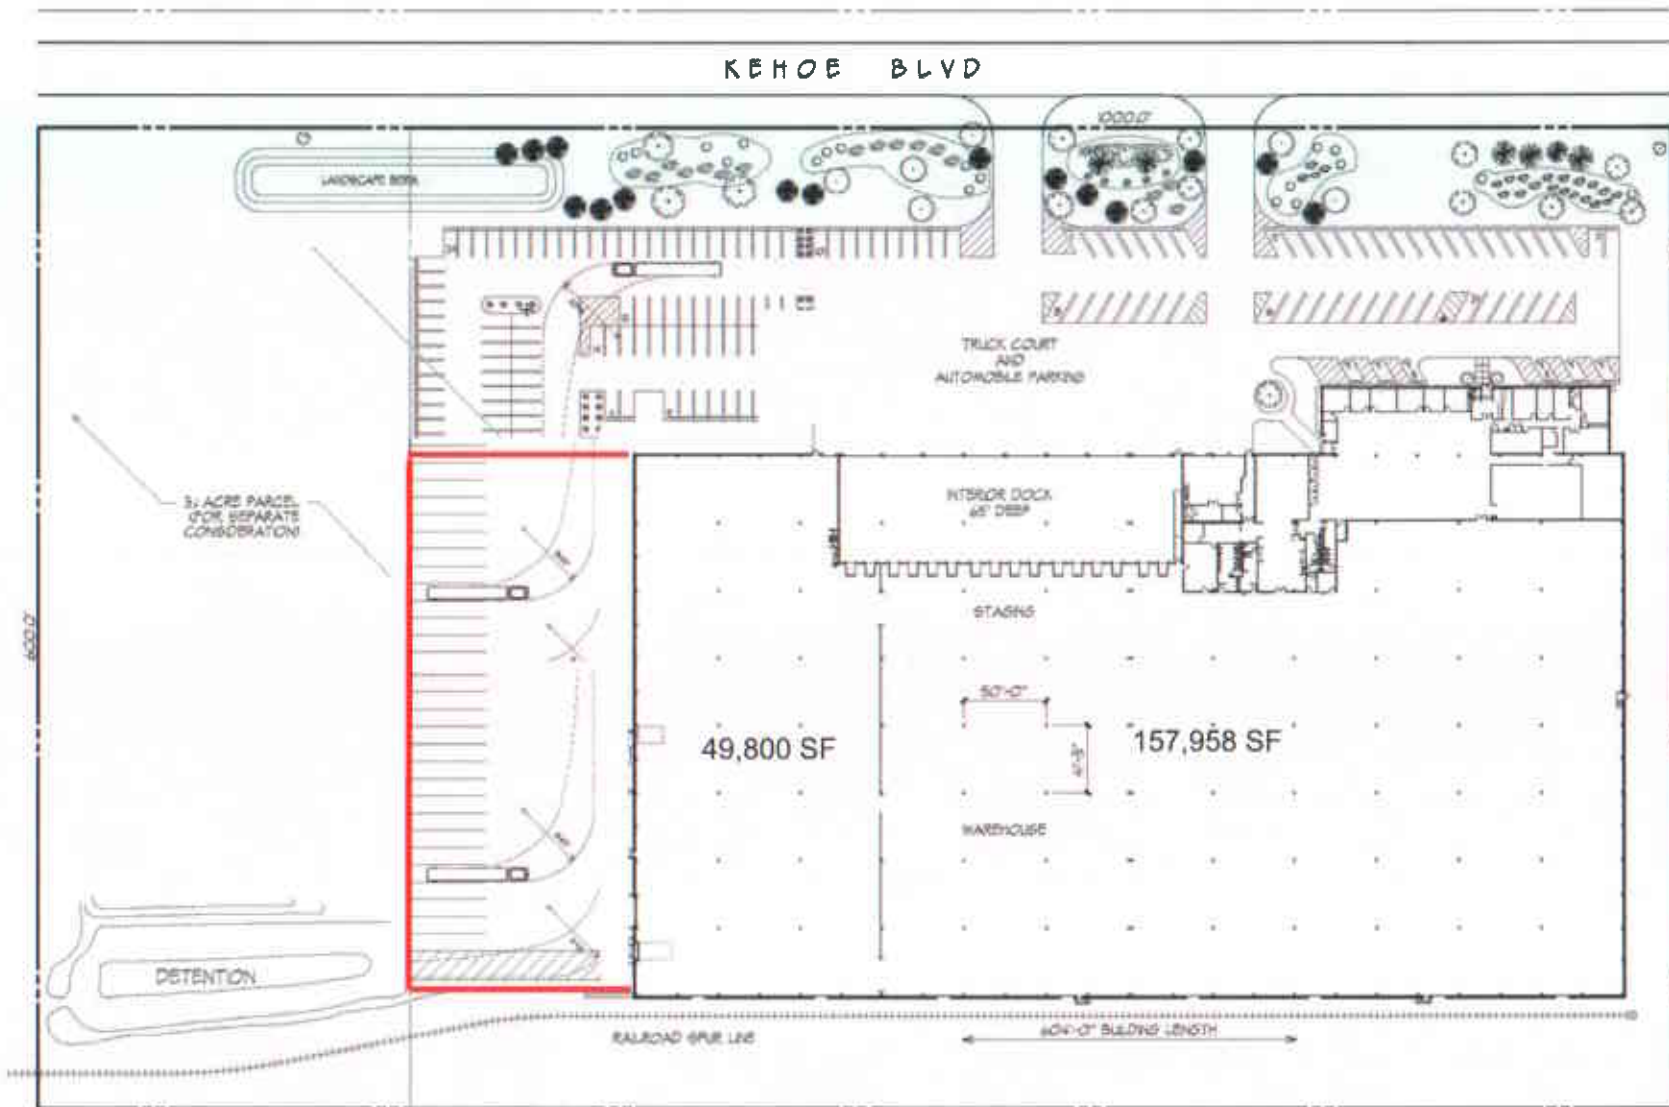 KEHOE BLVD
1000.0'
LANDSCAPE BERM
TRUCK COURT
AND
AUTOMOBILE PARKING
3± ACRE PARCEL
(FOR SEPARATE
CONSIDERATION)
INTERIOR DOCK
65' DEEP
STAGING
600.0'
50'-0"
49,800 SF
157,958 SF
WAREHOUSE
DETENTION
RAILROAD SPUR LINE
604'-0" BUILDING LENGTH